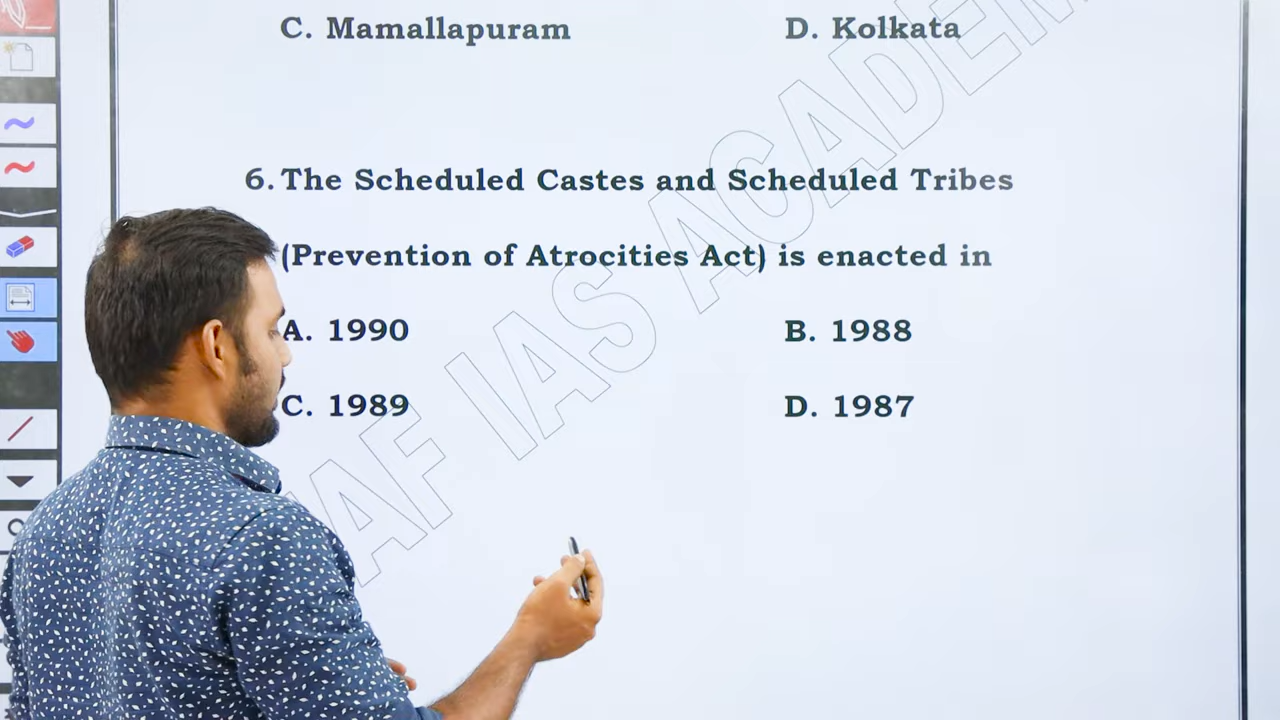 C. Mamallapuram D. Kolkata
6. The Scheduled Castes and Scheduled Tribes
(Prevention of Atrocities Act) is enacted in
A. 1990 B. 1988
C. 1989 D. 1987
AF IAS ACADEM